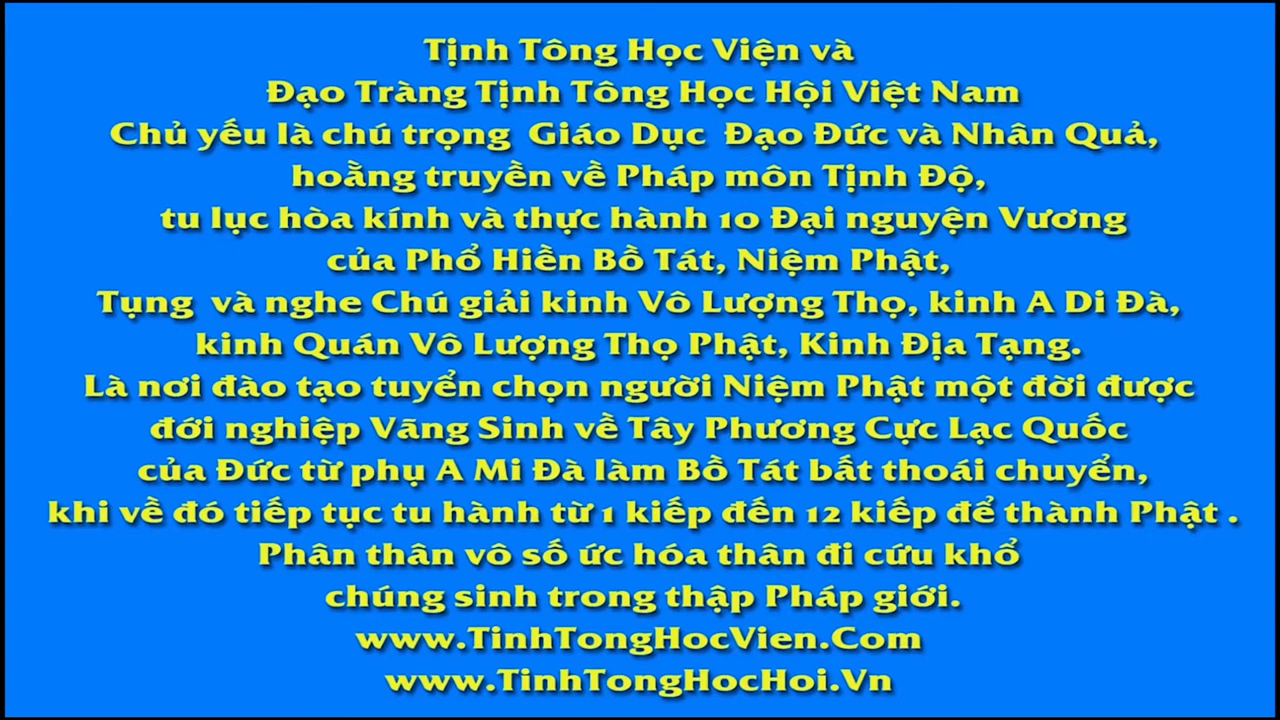 Tịnh Tông Học Viện và
Đạo Tràng Tịnh Tông Học Hội Việt Nam
Chủ yếu là chú trọng Giáo Dục Đạo Đức và Nhân Quả,
hoằng truyền về Pháp môn Tịnh Độ,
tu lục hòa kính và thực hành 10 Đại nguyện Vương
của Phổ Hiền Bồ Tát, Niệm Phật,
Tụng và nghe Chú giải kinh Vô Lượng Thọ, kinh A Di Đà,
kinh Quán Vô Lượng Thọ Phật, Kinh Địa Tạng.
Là nơi đào tạo tuyển chọn người Niệm Phật một đời được
đới nghiệp Vãng Sinh về Tây Phương Cực Lạc Quốc
của Đức từ phụ A Mi Đà làm Bồ Tát bất thoái chuyển,
khi về đó tiếp tục tu hành từ 1 kiếp đến 12 kiếp để thành Phật .
Phân thân vô số ức hóa thân đi cứu khổ
chúng sinh trong thập Pháp giới.
www.TinhTongHocVien.Com
www.TinhTongHocHoi.Vn